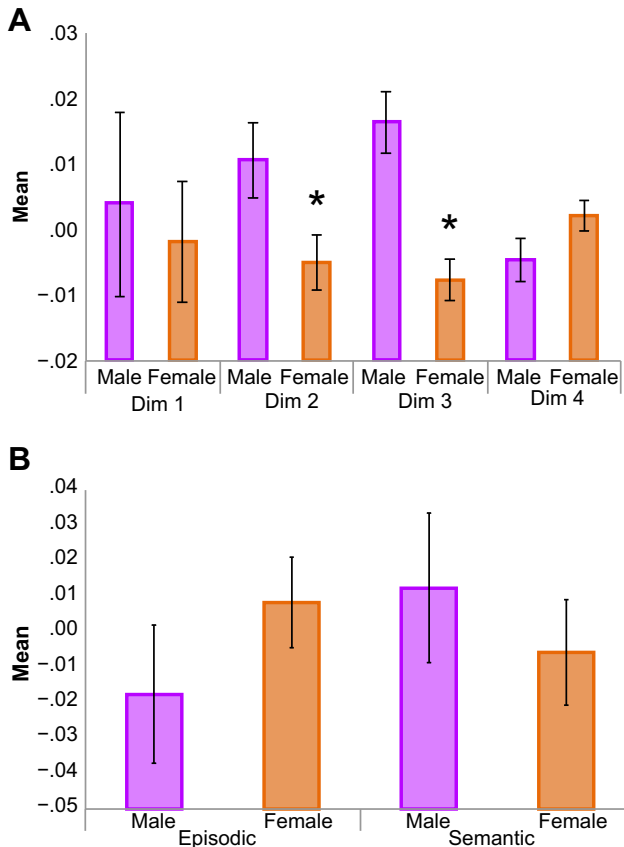 A
.03
.02
.01
.00
−.01
−.02
Mean
*
*
Male Female Male Female Male Female Male Female
Dim 1 Dim 2 Dim 3 Dim 4
B
.04
.03
.02
.01
.00
−.01
−.02
−.03
−.04
−.05
Mean
Male Female Male Female
Episodic Semantic